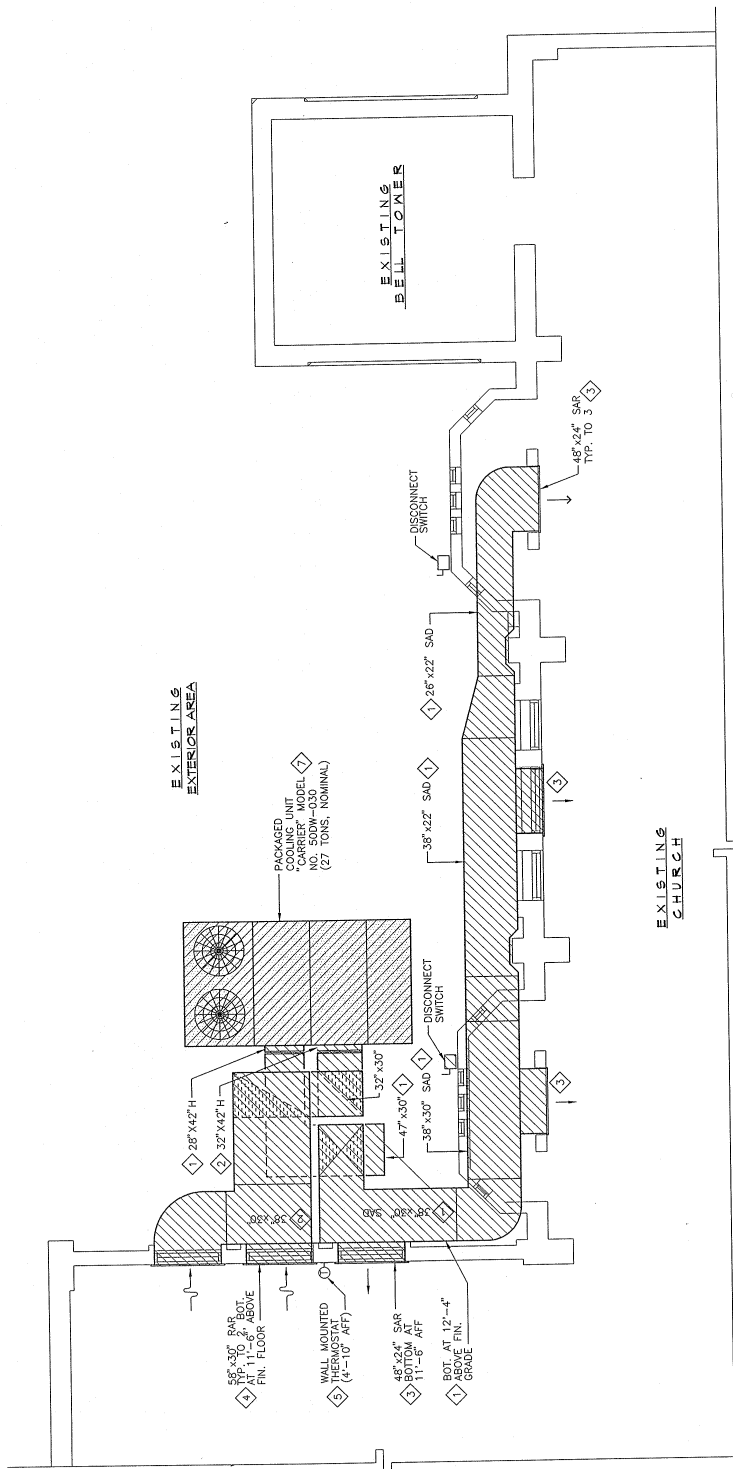 EXISTING
BELL TOWER
48"x24" SAR
TYP. TO 3
3
DISCONNECT
SWITCH
1
26"x22" SAD
EXISTING
EXTERIOR AREA
PACKAGED
COOLING UNIT
"CARRIER" MODEL
NO. 50DW-030
(27 TONS, NOMINAL)
7
38"x22" SAD
1
3
EXISTING
CHURCH
DISCONNECT
SWITCH
1
28"X42"H
2
32"X42"H
32"x30"
47"x30"
1
38"x30" SAD
1
3
38"x30"
2
38"x30" SAD
1
T
58"x30" RAR
TYP. TO 2, BOT.
AT 11'-6" ABOVE
FIN. FLOOR
4
WALL MOUNTED
THERMOSTAT
(4'-10" AFF)
5
48"x24" SAR
BOTTOM AT
11'-6" AFF
3
BOT. AT 12'-4"
ABOVE FIN.
GRADE
1